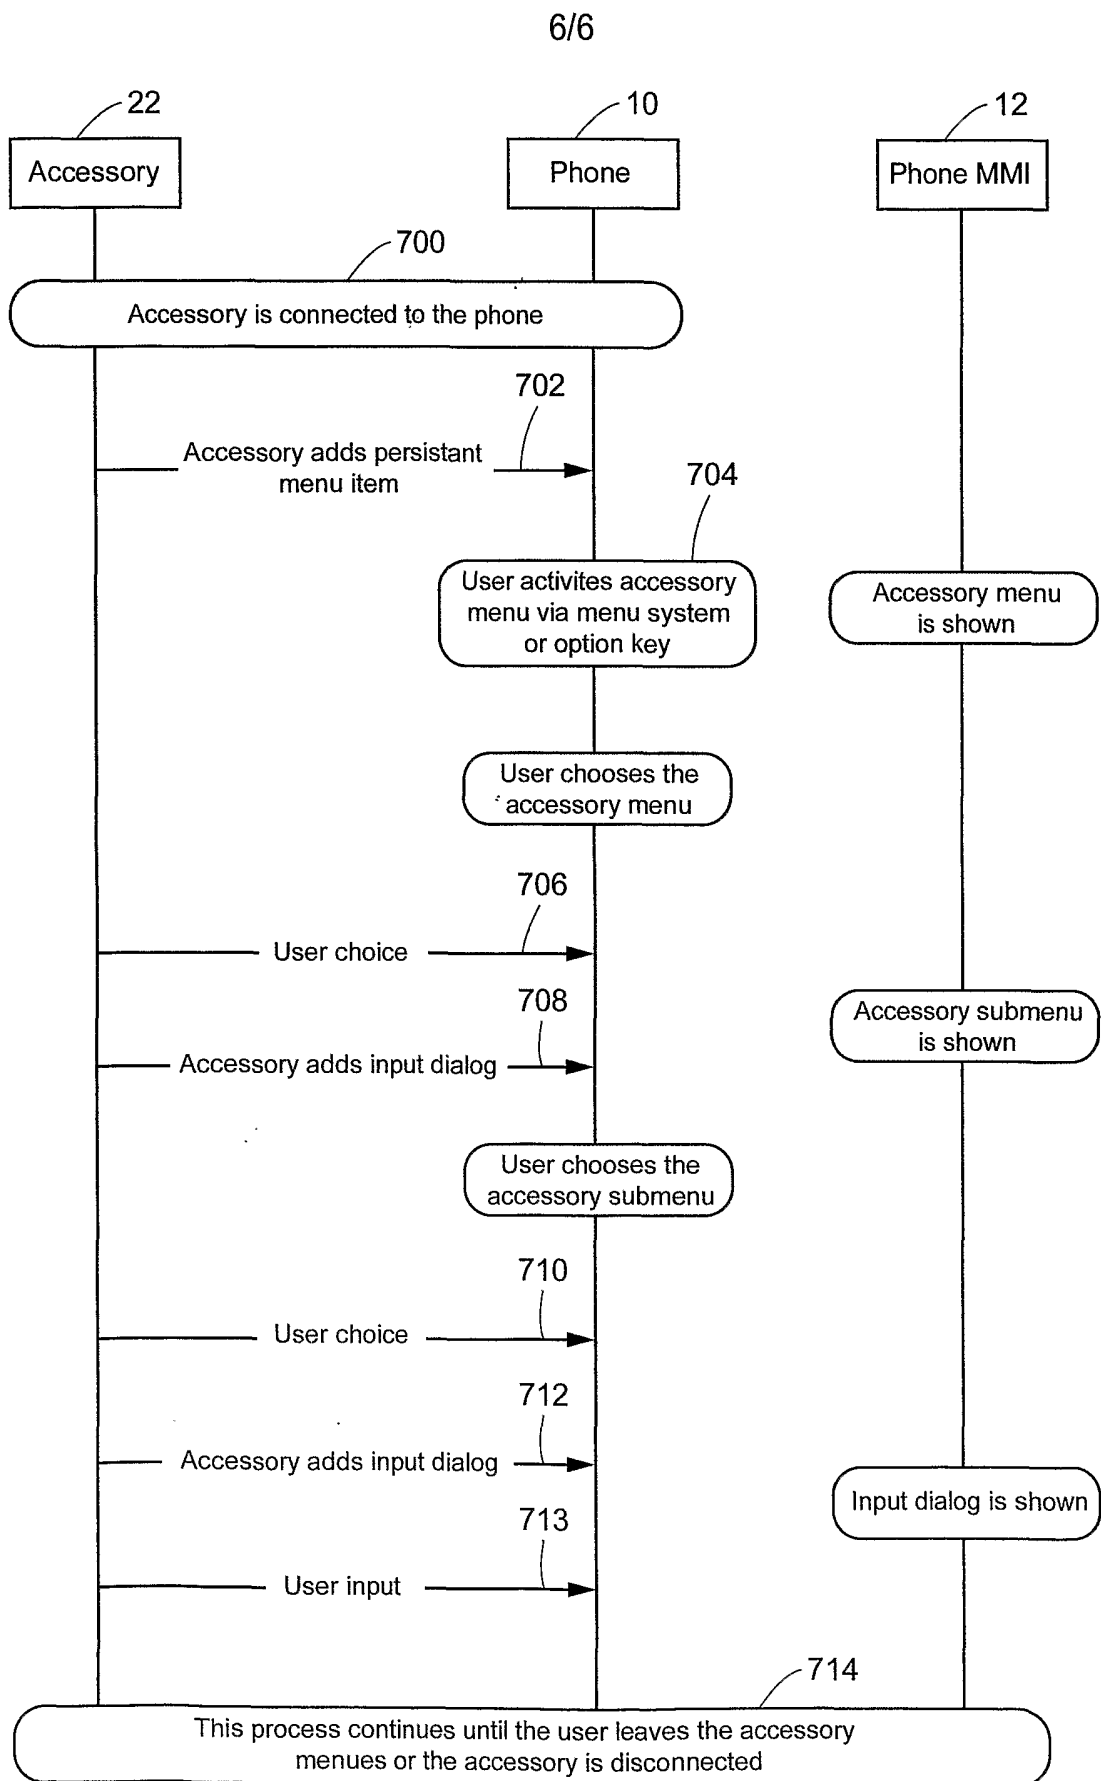 6/6
22
10
12
Accessory
Phone
Phone MMI
700
Accessory is connected to the phone
702
Accessory adds persistant
menu item
704
User activites accessory
menu via menu system
or option key
Accessory menu
is shown
User chooses the
accessory menu
706
User choice
708
Accessory submenu
is shown
Accessory adds input dialog
User chooses the
accessory submenu
710
User choice
712
Accessory adds input dialog
Input dialog is shown
713
User input
714
This process continues until the user leaves the accessory
menues or the accessory is disconnected